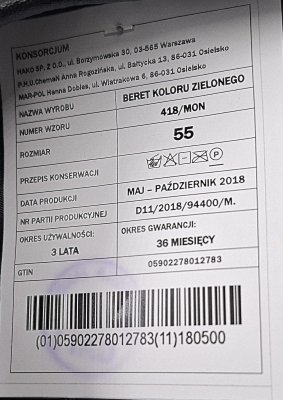 KONSORCJUM
HAKO SP. Z O.O., ul. Borzymowska 30, 03-565 Warszawa
P.H.U.ChemaN Anna Rogozińska, ul. Bałtycka 13, 86-031 Osielsko
MAR-POL Hanna Dobies, ul. Wiatrakowa 6, 86-031 Osielsko
NAZWA WYROBU BERET KOLORU ZIELONEGO
NUMER WZORU 418/MON
ROZMIAR 55
PRZEPIS KONSERWACJI P
DATA PRODUKCJI MAJ – PAŹDZIERNIK 2018
NR PARTII PRODUKCYJNEJ D11/2018/94400/M.
OKRES UŻYWALNOŚCI: OKRES GWARANCJI:
3 LATA 36 MIESIĘCY
GTIN 05902278012783
(01)05902278012783(11)180500